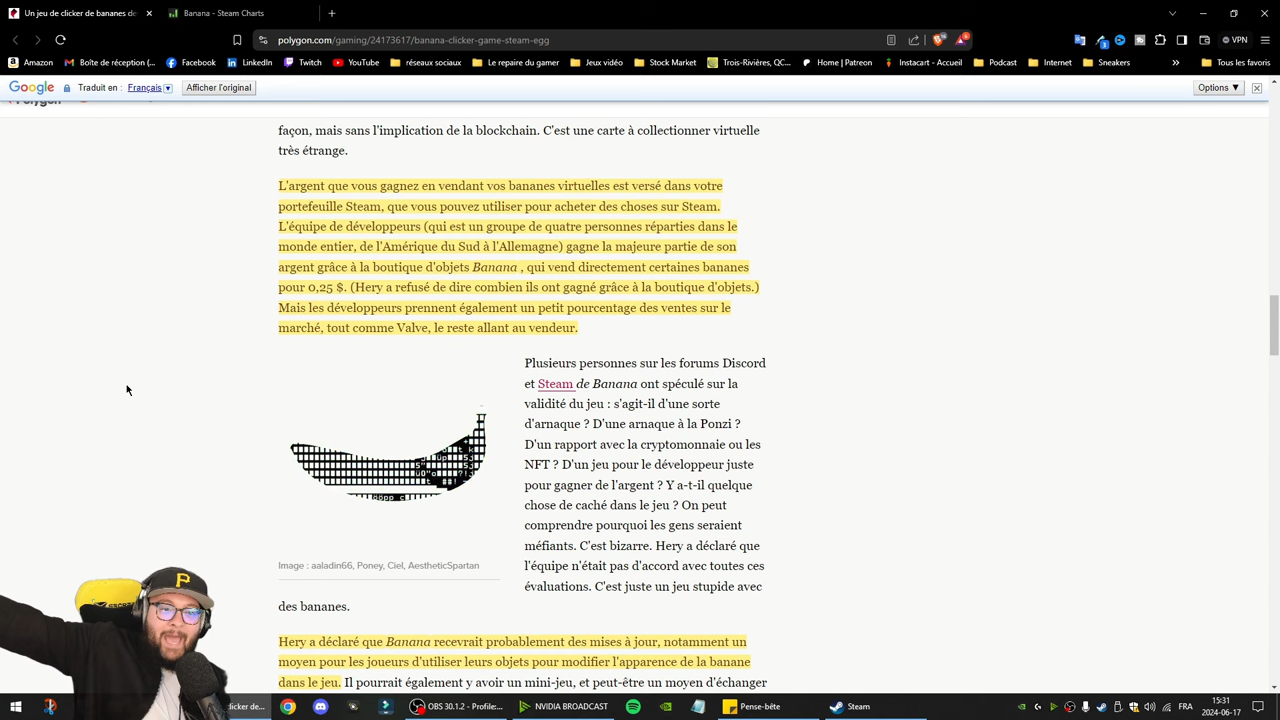 Un jeu de clicker de bananes de
Banana - Steam Charts
polygon.com/gaming/24173617/banana-clicker-game-steam-egg
VPN
Amazon
Boîte de réception (...
Facebook
LinkedIn
Twitch
YouTube
réseaux sociaux
Le repaire du gamer
Jeux vidéo
Stock Market
Trois-Rivières, QC...
Home | Patreon
Instacart - Accueil
Podcast
Internet
Sneakers
Tous les favoris
Google
Traduit en :
Français
Afficher l'original
Options ▼
façon, mais sans l'implication de la blockchain. C'est une carte à collectionner virtuelle
très étrange.
L'argent que vous gagnez en vendant vos bananes virtuelles est versé dans votre
portefeuille Steam, que vous pouvez utiliser pour acheter des choses sur Steam.
L'équipe de développeurs (qui est un groupe de quatre personnes réparties dans le
monde entier, de l'Amérique du Sud à l'Allemagne) gagne la majeure partie de son
argent grâce à la boutique d'objets Banana , qui vend directement certaines bananes
pour 0,25 $. (Hery a refusé de dire combien ils ont gagné grâce à la boutique d'objets.)
Mais les développeurs prennent également un petit pourcentage des ventes sur le
marché, tout comme Valve, le reste allant au vendeur.
Plusieurs personnes sur les forums Discord
et Steam de Banana ont spéculé sur la
validité du jeu : s'agit-il d'une sorte
d'arnaque ? D'une arnaque à la Ponzi ?
D'un rapport avec la cryptomonnaie ou les
NFT ? D'un jeu pour le développeur juste
pour gagner de l'argent ? Y a-t-il quelque
chose de caché dans le jeu ? On peut
comprendre pourquoi les gens seraient
méfiants. C'est bizarre. Hery a déclaré que
l'équipe n'était pas d'accord avec toutes ces
évaluations. C'est juste un jeu stupide avec
des bananes.
Image : aaladin66, Poney, Ciel, AestheticSpartan
Hery a déclaré que Banana recevrait probablement des mises à jour, notamment un
moyen pour les joueurs d'utiliser leurs objets pour modifier l'apparence de la banane
dans le jeu. Il pourrait également y avoir un mini-jeu, et peut-être un moyen d'échanger
P
clicker de...
OBS 30.1.2 - Profile:...
NVIDIA BROADCAST
Pense-bête
Steam
FRA
15:31
2024-06-17